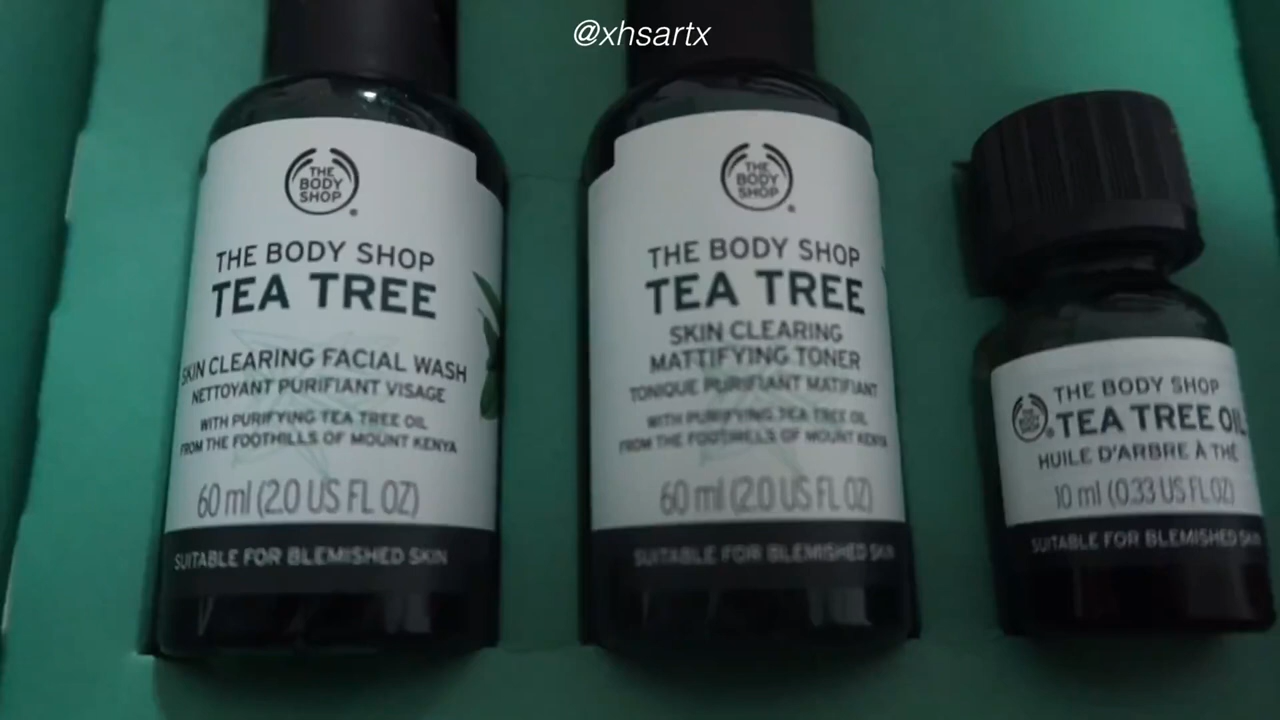 @xhsartx
THE
BODY
SHOP
THE BODY SHOP
TEA TREE
SKIN CLEARING FACIAL WASH
NETTOYANT PURIFIANT VISAGE
WITH PURIFYING TEA TREE OIL
FROM THE FOOTHILLS OF MOUNT KENYA
60 ml (2.0 US FL OZ)
SUITABLE FOR BLEMISHED SKIN
THE
BODY
SHOP
THE BODY SHOP
TEA TREE
SKIN CLEARING
MATTIFYING TONER
TONIQUE PURIFIANT MATIFIANT
WITH PURIFYING TEA TREE OIL
FROM THE FOOTHILLS OF MOUNT KENYA
60 ml (2.0 US FL OZ)
SUITABLE FOR BLEMISHED SKIN
THE
BODY
SHOP
THE BODY SHOP
TEA TREE OIL
HUILE D'ARBRE À THÉ
10 ml (0.33 US FL OZ)
SUITABLE FOR BLEMISHED SKIN